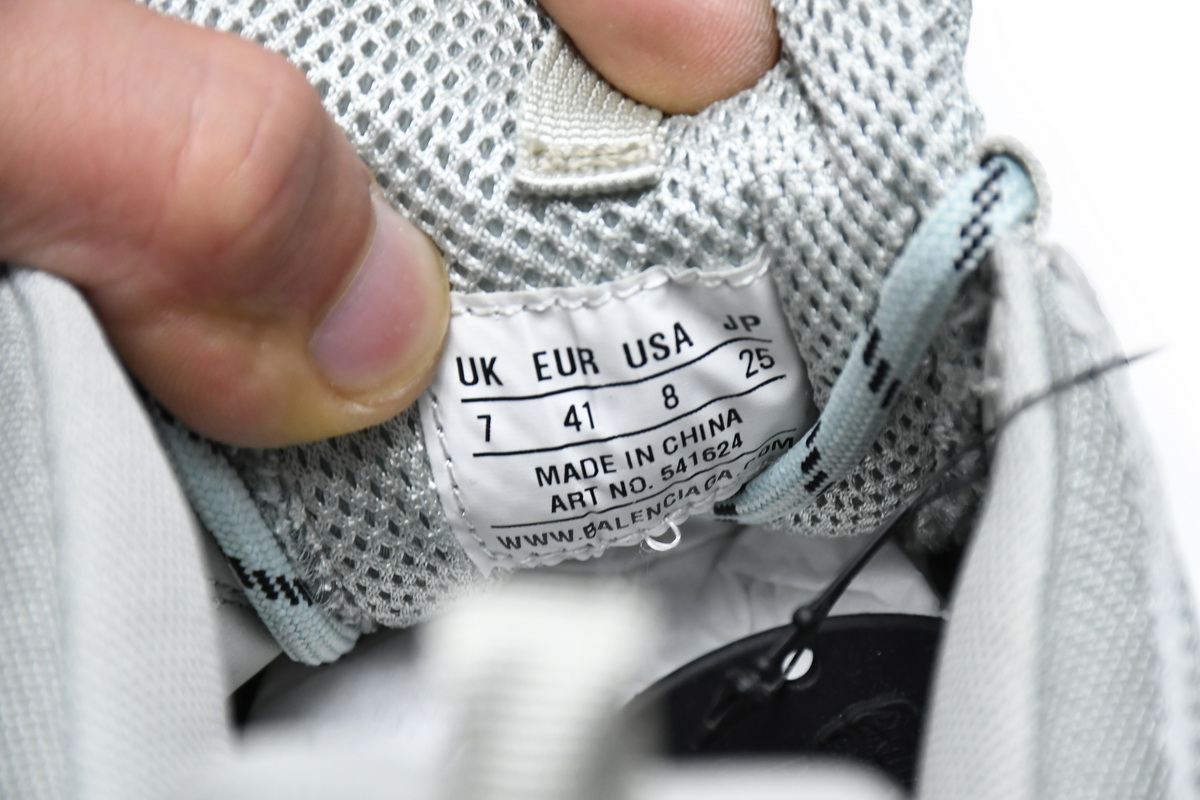 UK EUR USA JP
7 41 8 25
MADE IN CHINA
ART NO. 541624
WWW.BALENCIAGA.COM